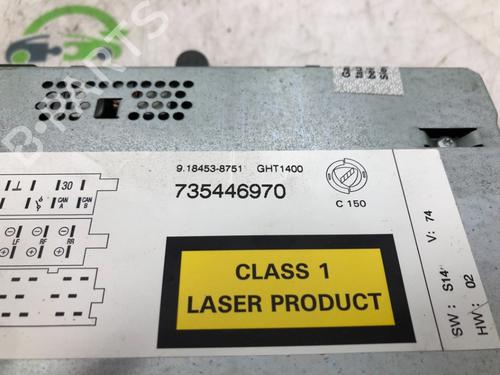 B-PARTS
9.18453-8751 GHT1400
735446970
C 150
30
CAN A
CAN B
LF RF RR
CLASS 1
LASER PRODUCT
SW: S14 V: 74
HW: 02